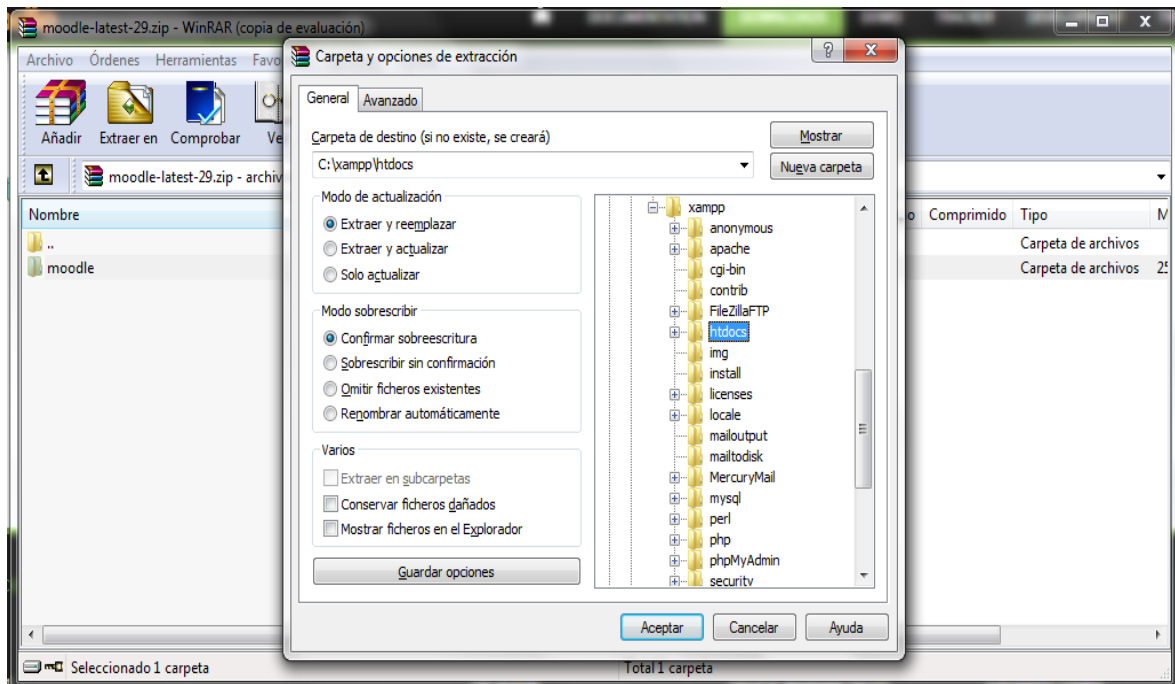 moodle-latest-29.zip - WinRAR (copia de evaluación)
Archivo Órdenes Herramientas Favo
Añadir Extraer en Comprobar Ve
moodle-latest-29.zip - archiv
Nombre
..
moodle
Carpeta y opciones de extracción
General Avanzado
Carpeta de destino (si no existe, se creará)
Mostrar
C:\xampp\htdocs
Nueva carpeta
Modo de actualización
Extraer y reemplazar
Extraer y actualizar
Solo actualizar
Modo sobrescribir
Confirmar sobreescritura
Sobrescribir sin confirmación
Omitir ficheros existentes
Renombrar automáticamente
Varios
Extraer en subcarpetas
Conservar ficheros dañados
Mostrar ficheros en el Explorador
Guardar opciones
xampp
anonymous
apache
cgi-bin
contrib
FileZillaFTP
htdocs
img
install
licenses
locale
mailoutput
mailtodisk
MercuryMail
mysql
perl
php
phpMyAdmin
security
Aceptar Cancelar Ayuda
o Comprimido Tipo M
Carpeta de archivos
Carpeta de archivos
Seleccionado 1 carpeta
Total 1 carpeta